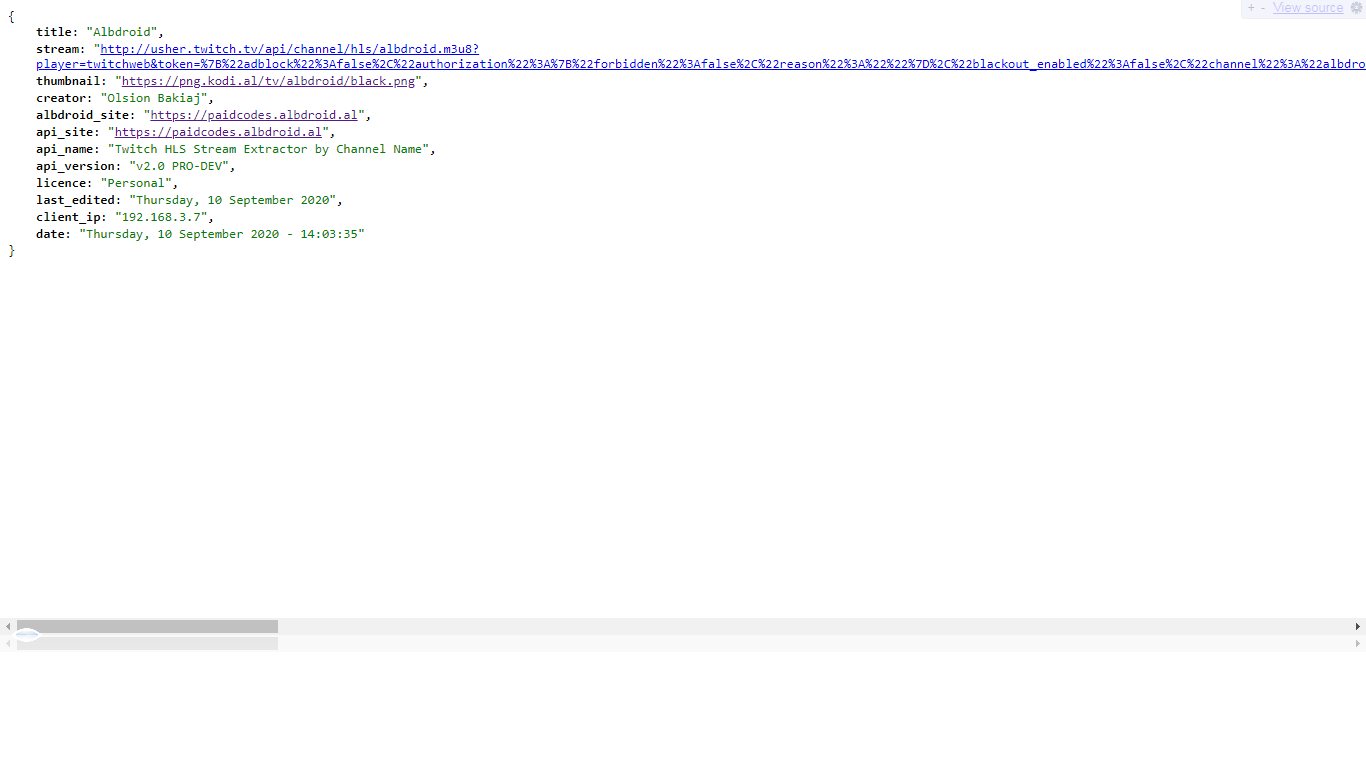 + - View source
{
title: "Albdroid",
stream: "http://usher.twitch.tv/api/channel/hls/albdroid.m3u8?
player=twitchweb&token=%7B%22adblock%22%3Afalse%2C%22authorization%22%3A%7B%22forbidden%22%3Afalse%2C%22reason%22%3A%22%22%7D%2C%22blackout_enabled%22%3Afalse%2C%22channel%22%3A%22albdro
thumbnail: "https://png.kodi.al/tv/albdroid/black.png",
creator: "Olsion Bakiaj",
albdroid_site: "https://paidcodes.albdroid.al",
api_site: "https://paidcodes.albdroid.al",
api_name: "Twitch HLS Stream Extractor by Channel Name",
api_version: "v2.0 PRO-DEV",
licence: "Personal",
last_edited: "Thursday, 10 September 2020",
client_ip: "192.168.3.7",
date: "Thursday, 10 September 2020 - 14:03:35"
}